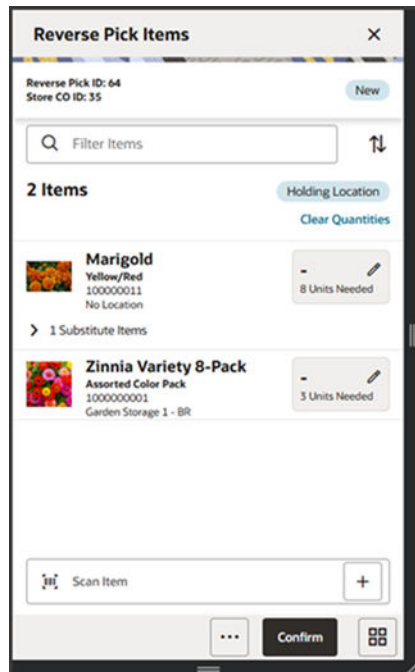 Reverse Pick Items
Reverse Pick ID: 64
Store CO ID: 35
New
Filter Items
2 Items
Holding Location
Clear Quantities
Marigold
Yellow/Red
100000011
No Location
-
8 Units Needed
1 Substitute Items
Zinnia Variety 8-Pack
Assorted Color Pack
1000000001
Garden Storage 1 - BR
-
3 Units Needed
Scan Item
Confirm